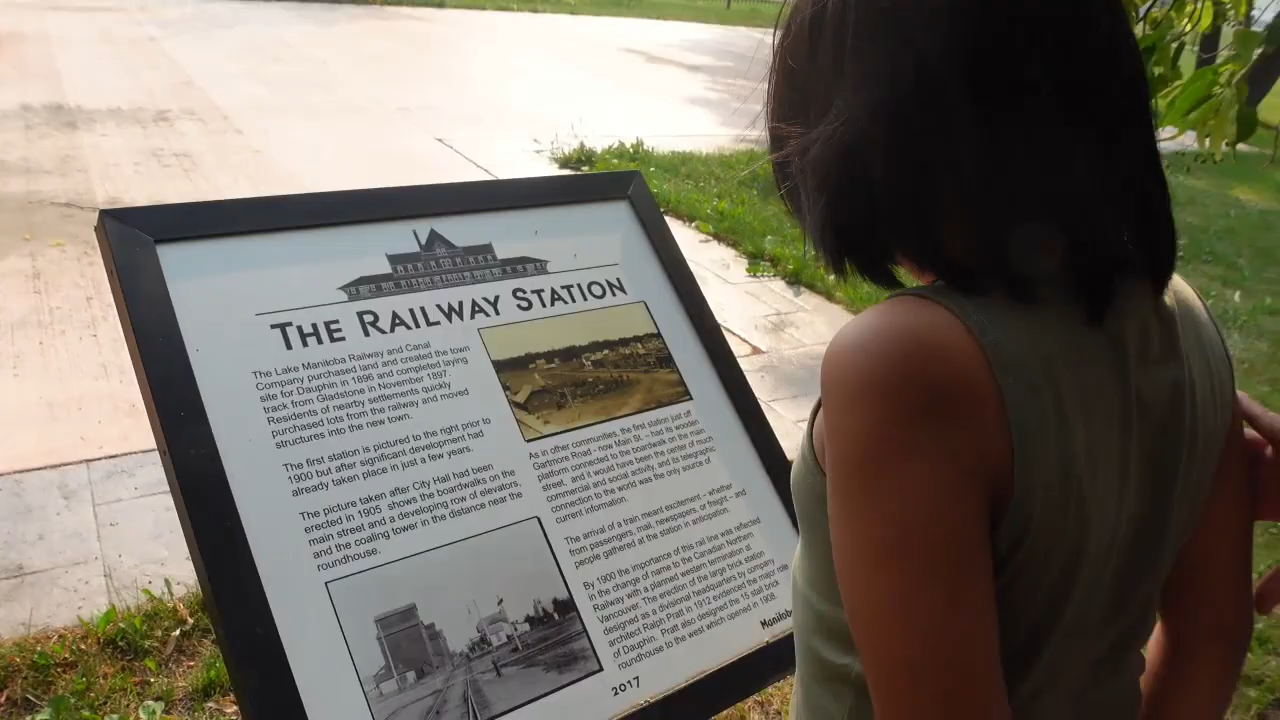 THE RAILWAY STATION
The Lake Manitoba Railway and Canal
Company purchased land and created the town
site for Dauphin in 1896 and completed laying
track from Gladstone in November 1897.
Residents of nearby settlements quickly
purchased lots from the railway and moved
structures into the new town.
The first station is pictured to the right prior to
1900 but after significant development had
already taken place in just a few years.
The picture taken after City Hall had been
erected in 1905 shows the boardwalks on the
main street and a developing row of elevators,
and the coaling tower in the distance near the
roundhouse.
As in other communities, the first station just off
Gartmore Road - now Main St. – had its wooden
platform connected to the boardwalk on the main
street, and it would have been the center of much
commercial and social activity, and its telegraphic
connection to the world was the only source of
current information.
The arrival of a train meant excitement – whether
from passengers, mail, newspapers, or freight – and
people gathered at the station in anticipation.
By 1900 the importance of this rail line was reflected
in the change of name to the Canadian Northern
Railway with a planned western termination at
Vancouver. The erection of the large brick station
designed as a divisional headquarters by company
architect Ralph Pratt in 1912 evidenced the major role
of Dauphin. Pratt also designed the 15 stall brick
roundhouse to the west which opened in 1908.
Manitoba
2017